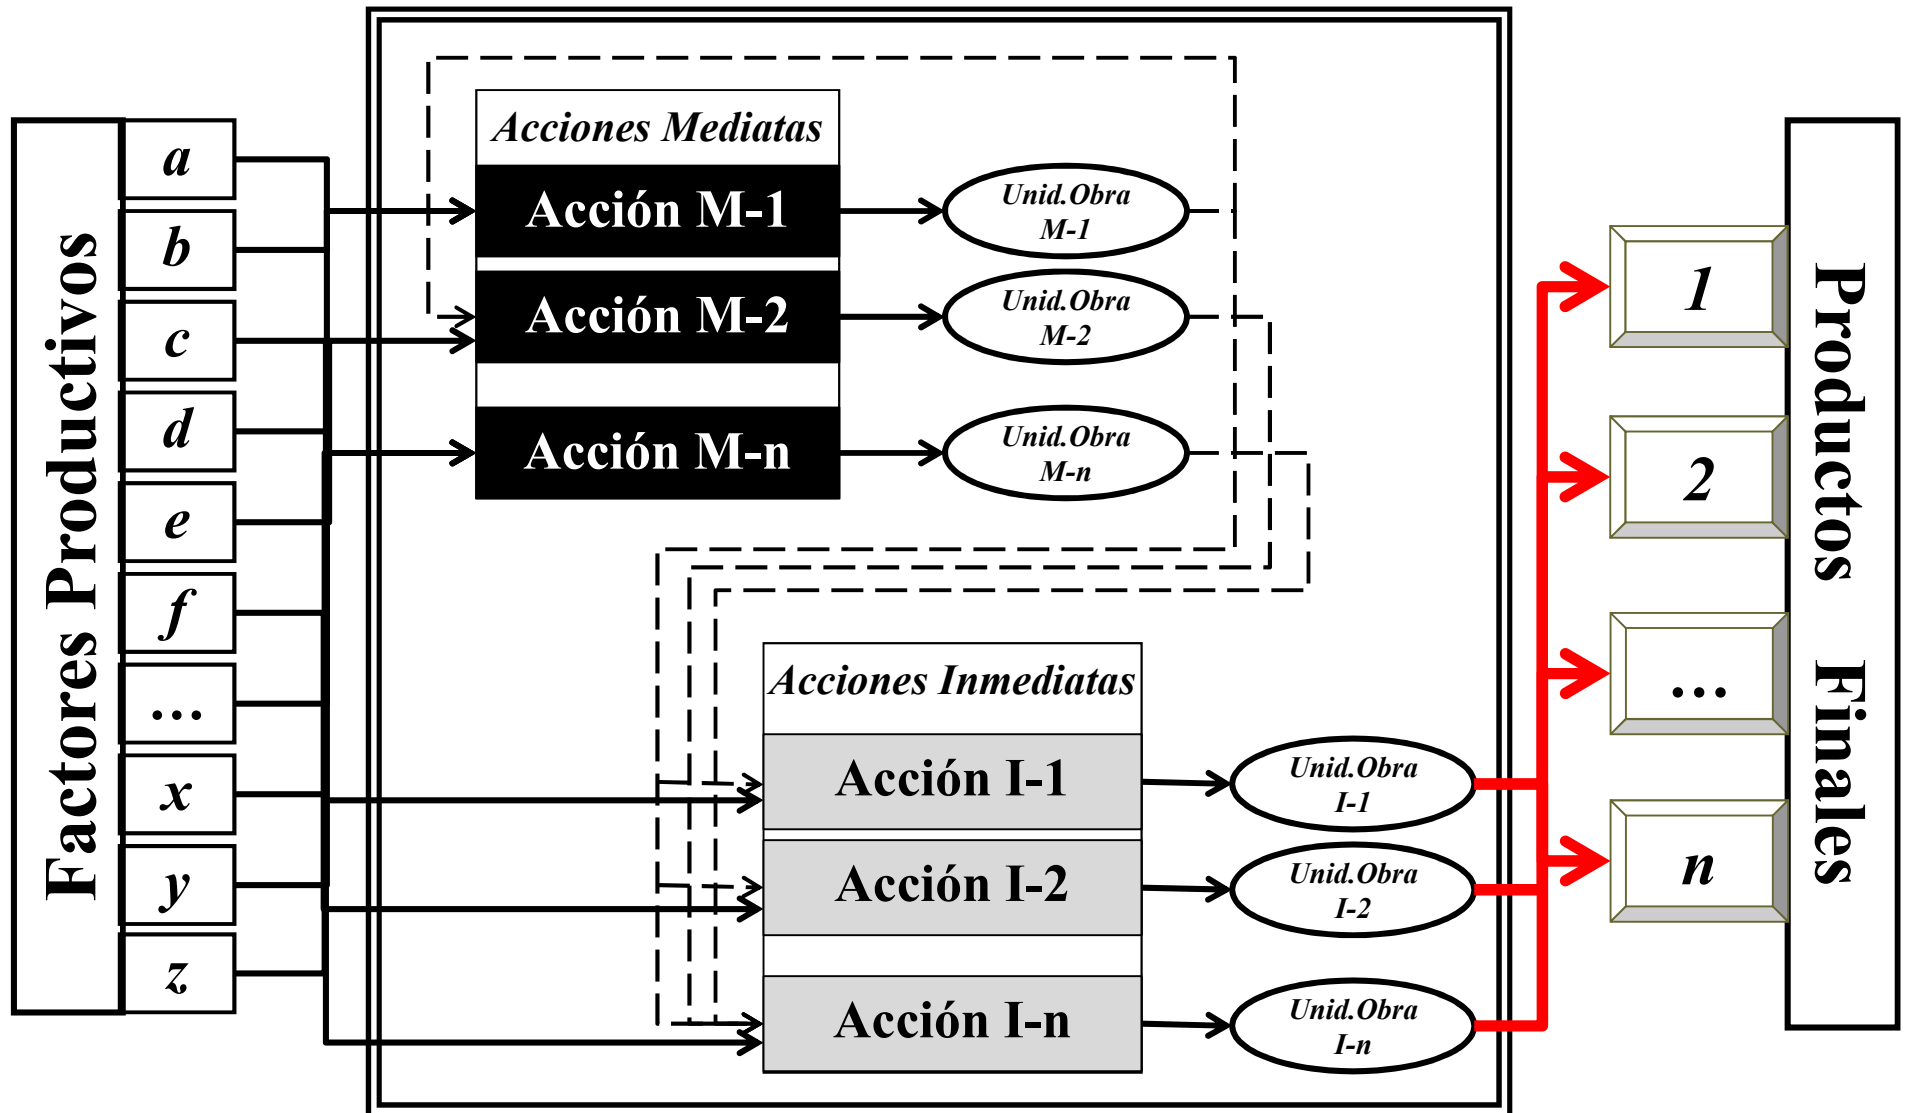 Factores Productivos
a
b
c
d
e
f
...
x
y
z
Acciones Mediatas
Acción M-1
Acción M-2
Acción M-n
Unid.Obra
M-1
Unid.Obra
M-2
Unid.Obra
M-n
Acciones Inmediatas
Acción I-1
Acción I-2
Acción I-n
Unid.Obra
I-1
Unid.Obra
I-2
Unid.Obra
I-n
1
2
...
n
Productos Finales